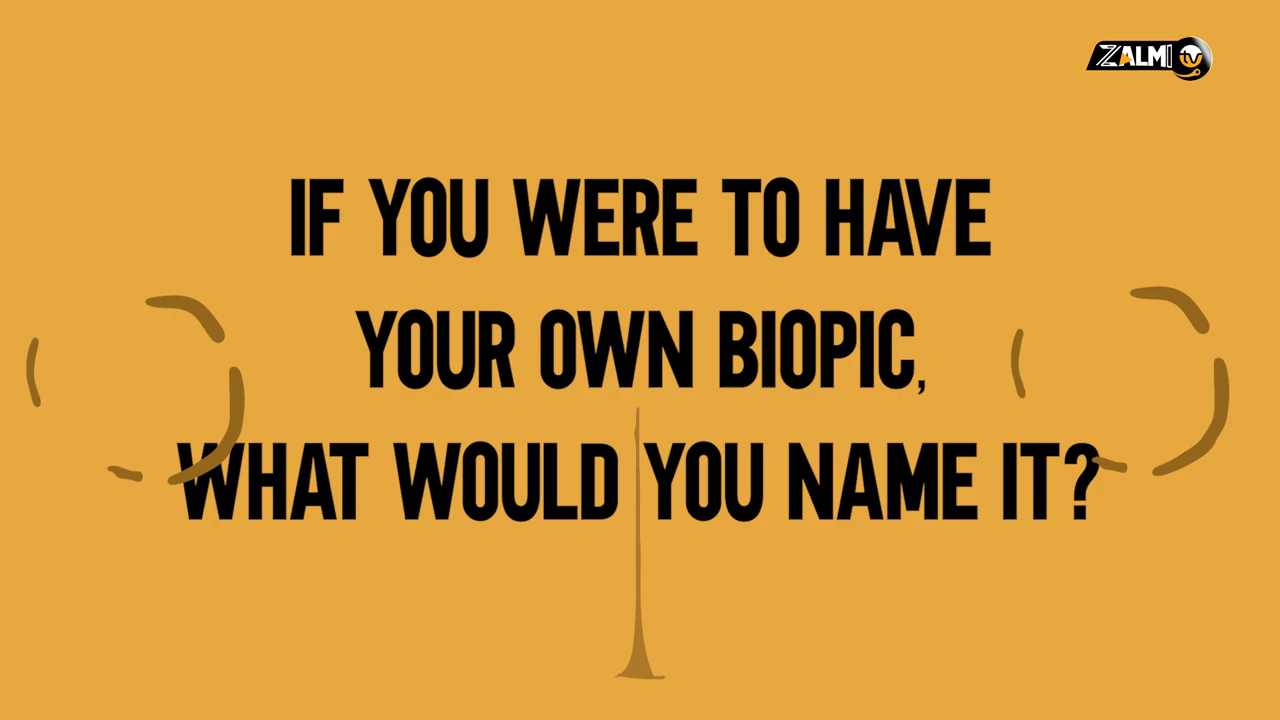 ZALMI tv
IF YOU WERE TO HAVE
YOUR OWN BIOPIC,
WHAT WOULD YOU NAME IT?